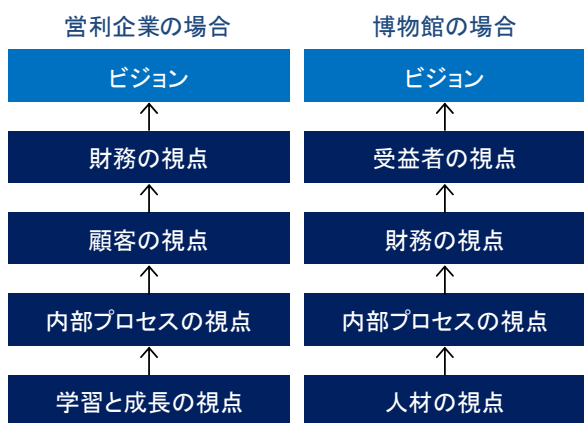 営利企業の場合
ビジョン
財務の視点
顧客の視点
内部プロセスの視点
学習と成長の視点
博物館の場合
ビジョン
受益者の視点
財務の視点
内部プロセスの視点
人材の視点